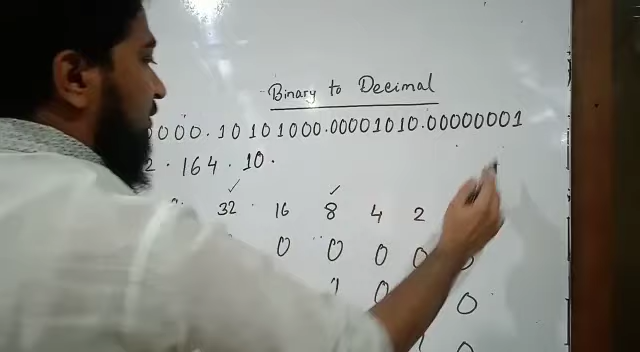 Binary to Decimal
0000.10101000.00001010.00000001
2.164.10.
32 16 8 4 2
0 0 0 0 0
1 0 0